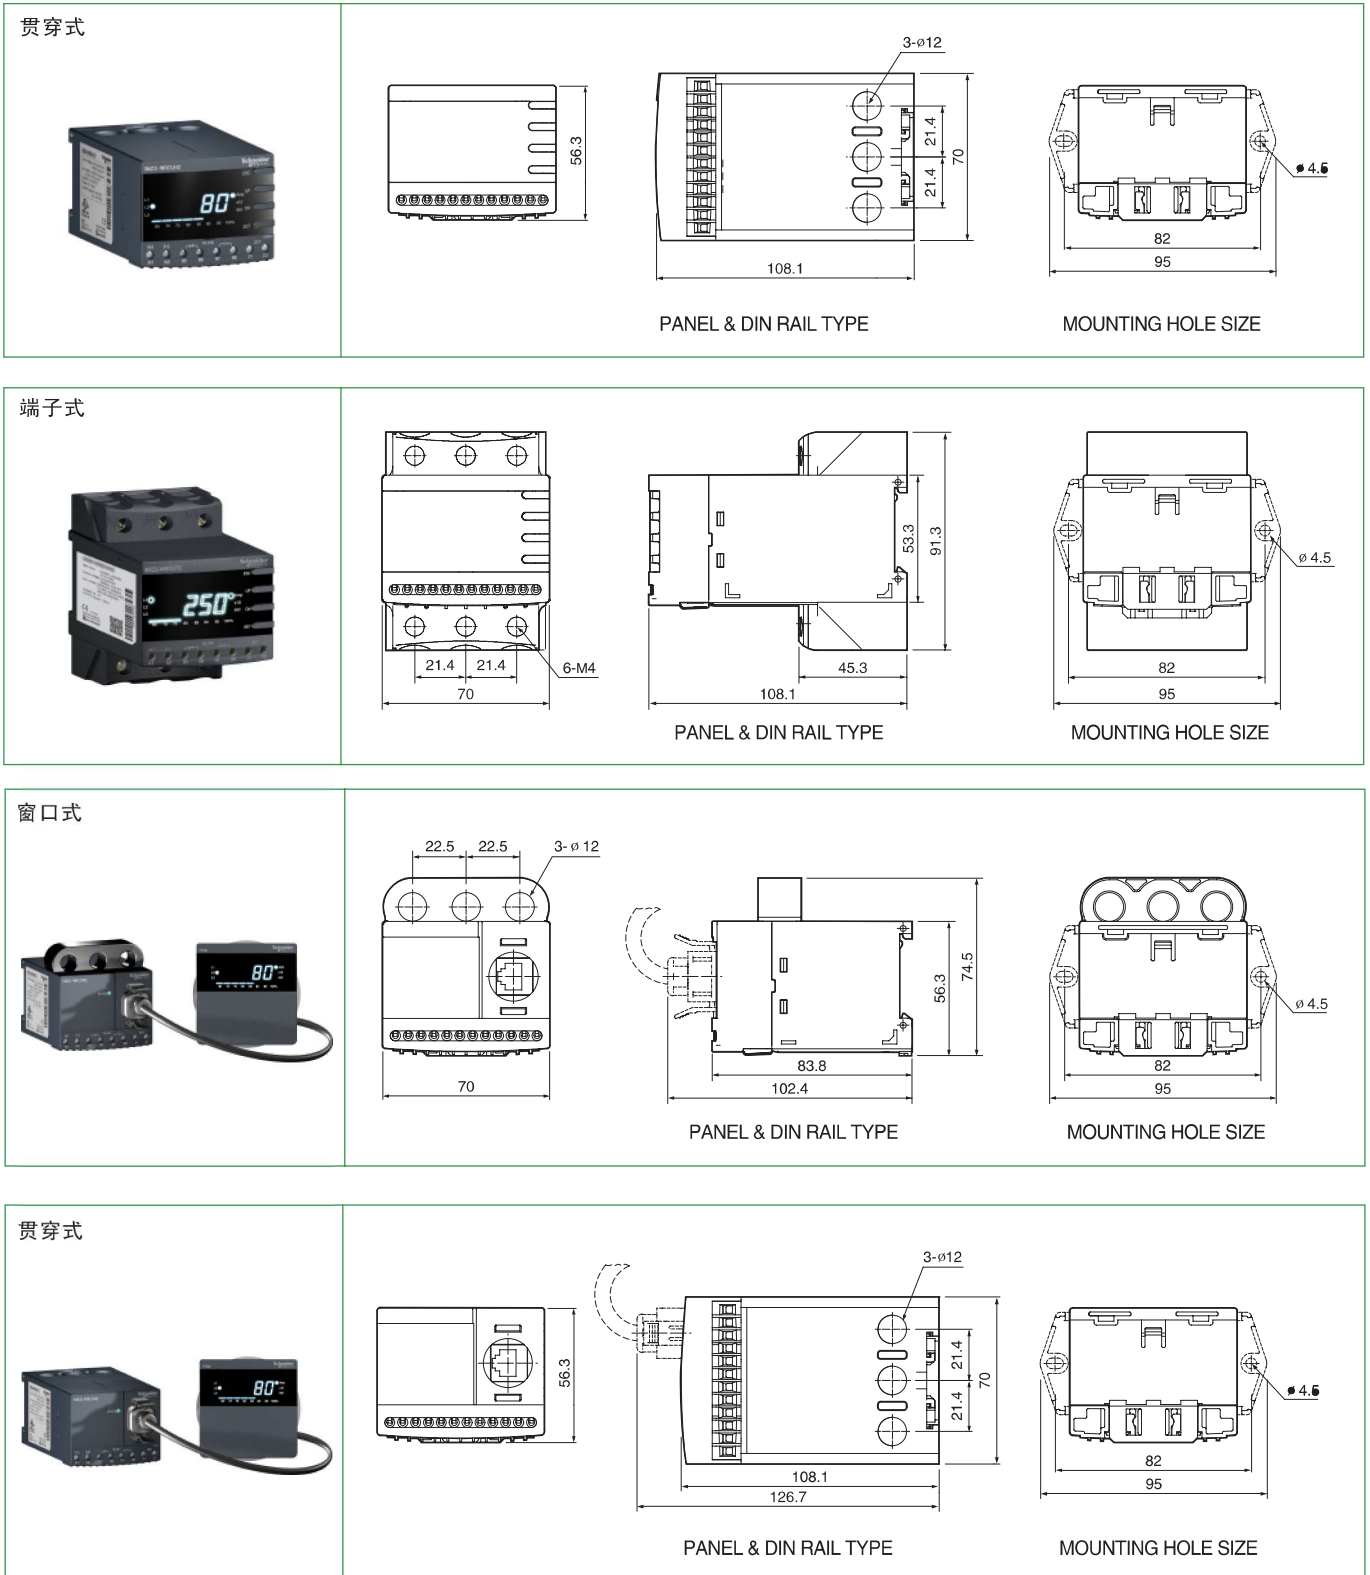 贯穿式
Schneider
80
3-ø12
56.3
21.4
21.4
70
108.1
ø 4.5
82
95
PANEL & DIN RAIL TYPE
MOUNTING HOLE SIZE
端子式
250
21.4
21.4
6-M4
70
53.3
91.3
45.3
108.1
ø 4.5
82
95
PANEL & DIN RAIL TYPE
MOUNTING HOLE SIZE
窗口式
80
22.5
22.5
3- ø 12
70
56.3
74.5
83.8
102.4
ø 4.5
82
95
PANEL & DIN RAIL TYPE
MOUNTING HOLE SIZE
贯穿式
80
56.3
3-ø12
21.4
21.4
70
108.1
126.7
ø 4.5
82
95
PANEL & DIN RAIL TYPE
MOUNTING HOLE SIZE